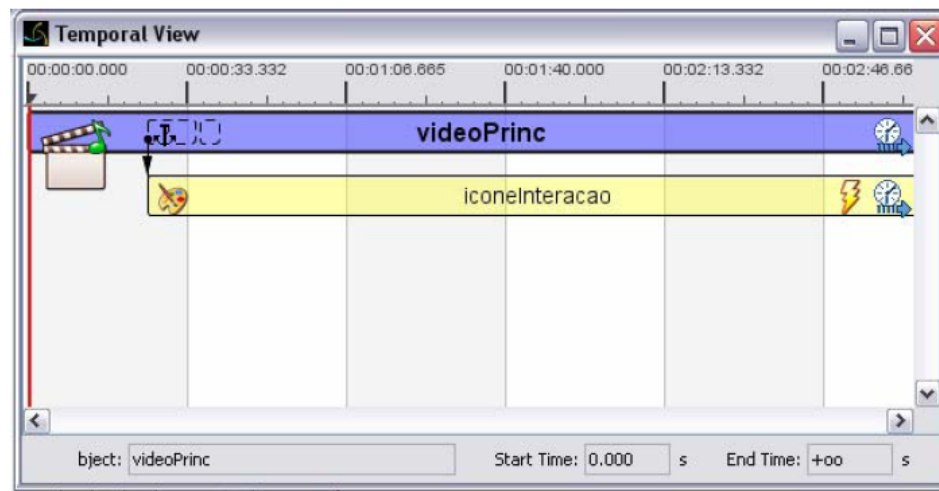 Temporal View
00:00:00.000 00:00:33.332 00:01:06.665 00:01:40.000 00:02:13.332 00:02:46.66
videoPrinc
iconeInteracao
bject: videoPrinc Start Time: 0.000 s End Time: +oo s